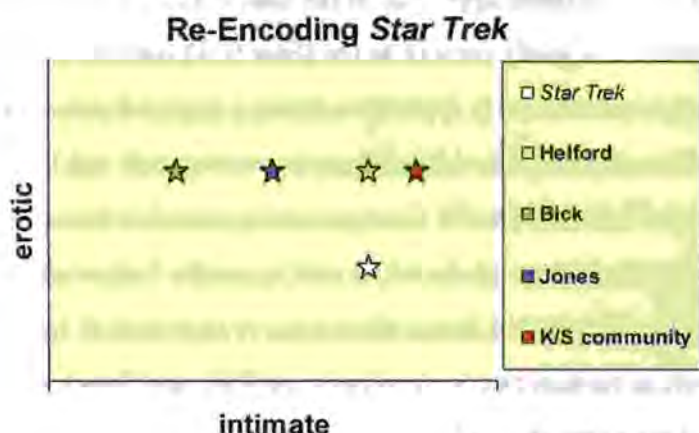 Re-Encoding Star Trek
erotic
intimate
Star Trek
Helford
Bick
Jones
K/S community